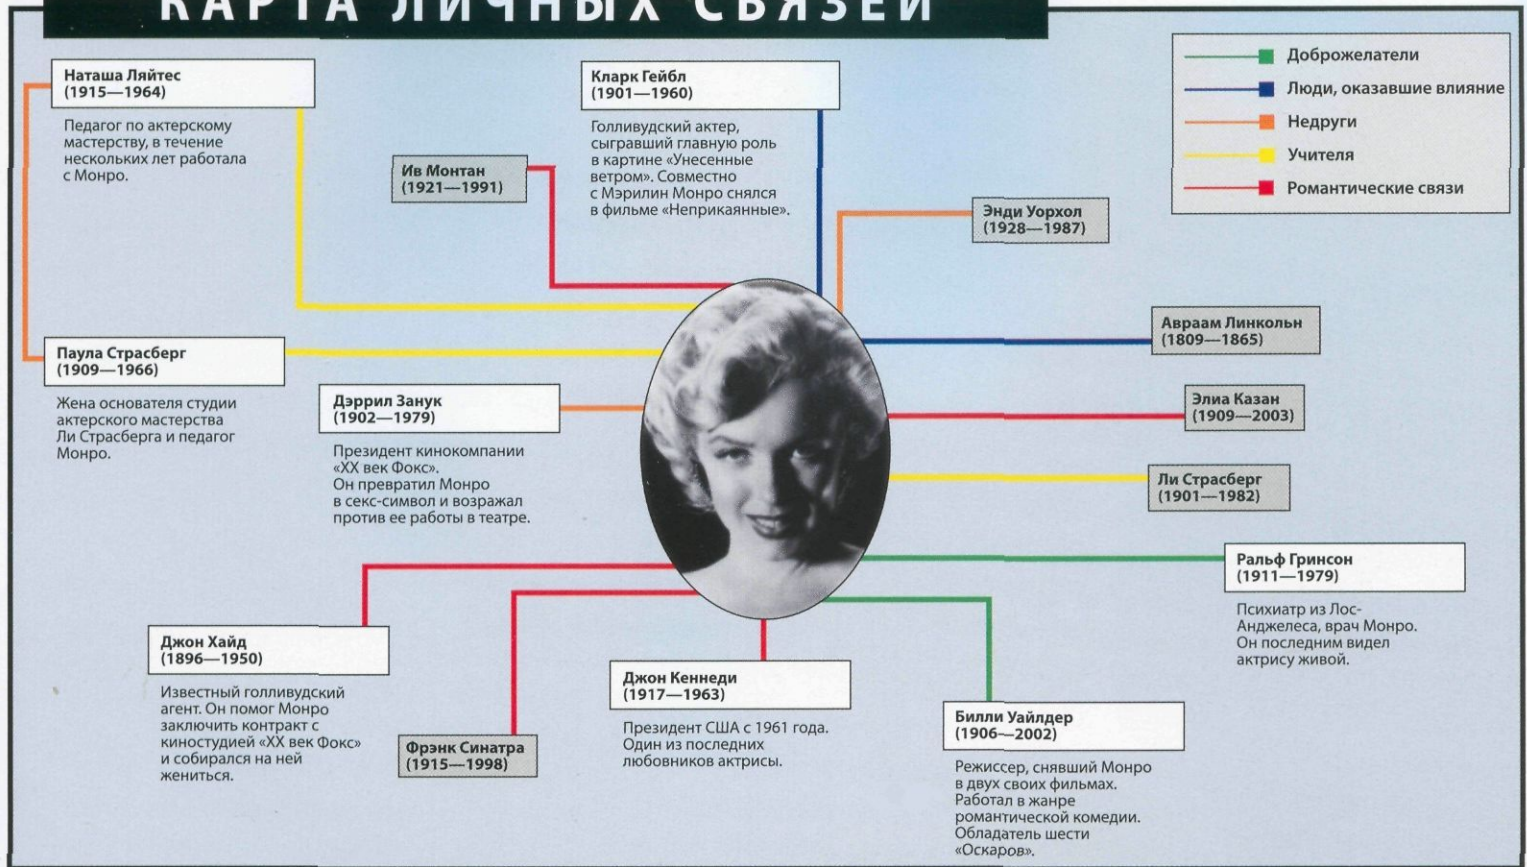 КАРТА ЛИЧНЫХ СВЯЗЕЙ
Наташа Ляйтес
(1915—1964)
Педагог по актерскому
мастерству, в течение
нескольких лет работала
с Монро.
Ив Монтан
(1921—1991)
Кларк Гейбл
(1901—1960)
Голливудский актер,
сыгравший главную роль
в картине «Унесенные
ветром». Совместно
с Мэрилин Монро снялся
в фильме «Неприкаянные».
Доброжелатели
Люди, оказавшие влияние
Недруги
Учителя
Романтические связи
Энди Уорхол
(1928—1987)
Авраам Линкольн
(1809—1865)
Паула Страсберг
(1909—1966)
Жена основателя студии
актерского мастерства
Ли Страсберга и педагог
Монро.
Дэррил Занук
(1902—1979)
Президент кинокомпании
«XX век Фокс».
Он превратил Монро
в секс-символ и возражал
против ее работы в театре.
Элиа Казан
(1909—2003)
Ли Страсберг
(1901—1982)
Ральф Гринсон
(1911—1979)
Психиатр из Лос-
Анджелеса, врач Монро.
Он последним видел
актрису живой.
Джон Хайд
(1896—1950)
Известный голливудский
агент. Он помог Монро
заключить контракт с
киностудией «XX век Фокс»
и собирался на ней
жениться.
Фрэнк Синатра
(1915—1998)
Джон Кеннеди
(1917—1963)
Президент США с 1961 года.
Один из последних
любовников актрисы.
Билли Уайлдер
(1906—2002)
Режиссер, снявший Монро
в двух своих фильмах.
Работал в жанре
романтической комедии.
Обладатель шести
«Оскаров».